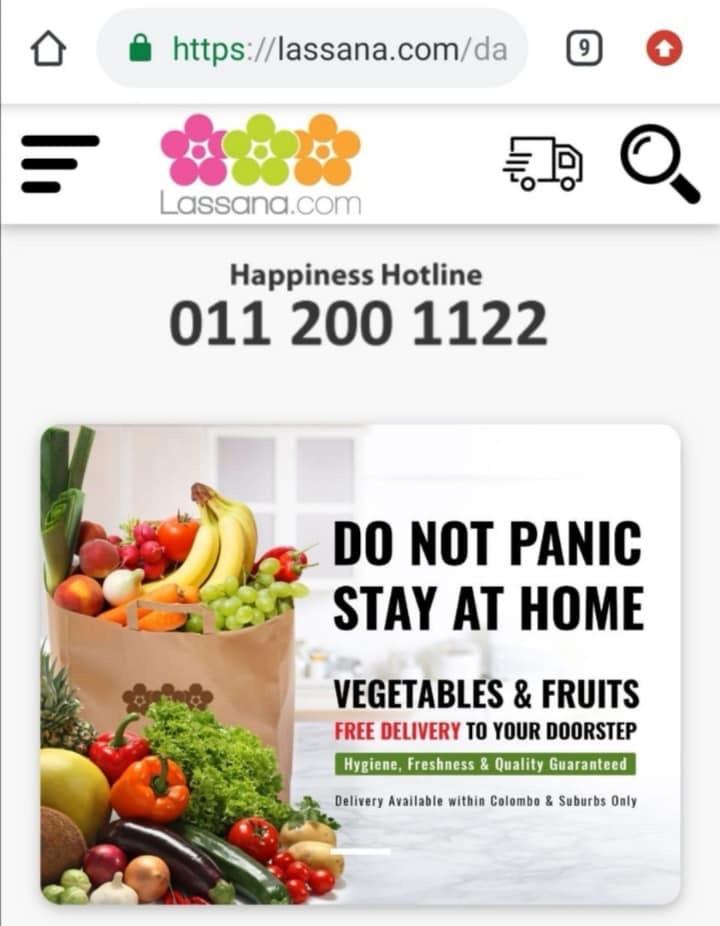 https://lassana.com/da
9
Lassana.com
Happiness Hotline
011 200 1122
DO NOT PANIC
STAY AT HOME
VEGETABLES & FRUITS
FREE DELIVERY TO YOUR DOORSTEP
Hygiene, Freshness & Quality Guaranteed
Delivery Available within Colombo & Suburbs Only